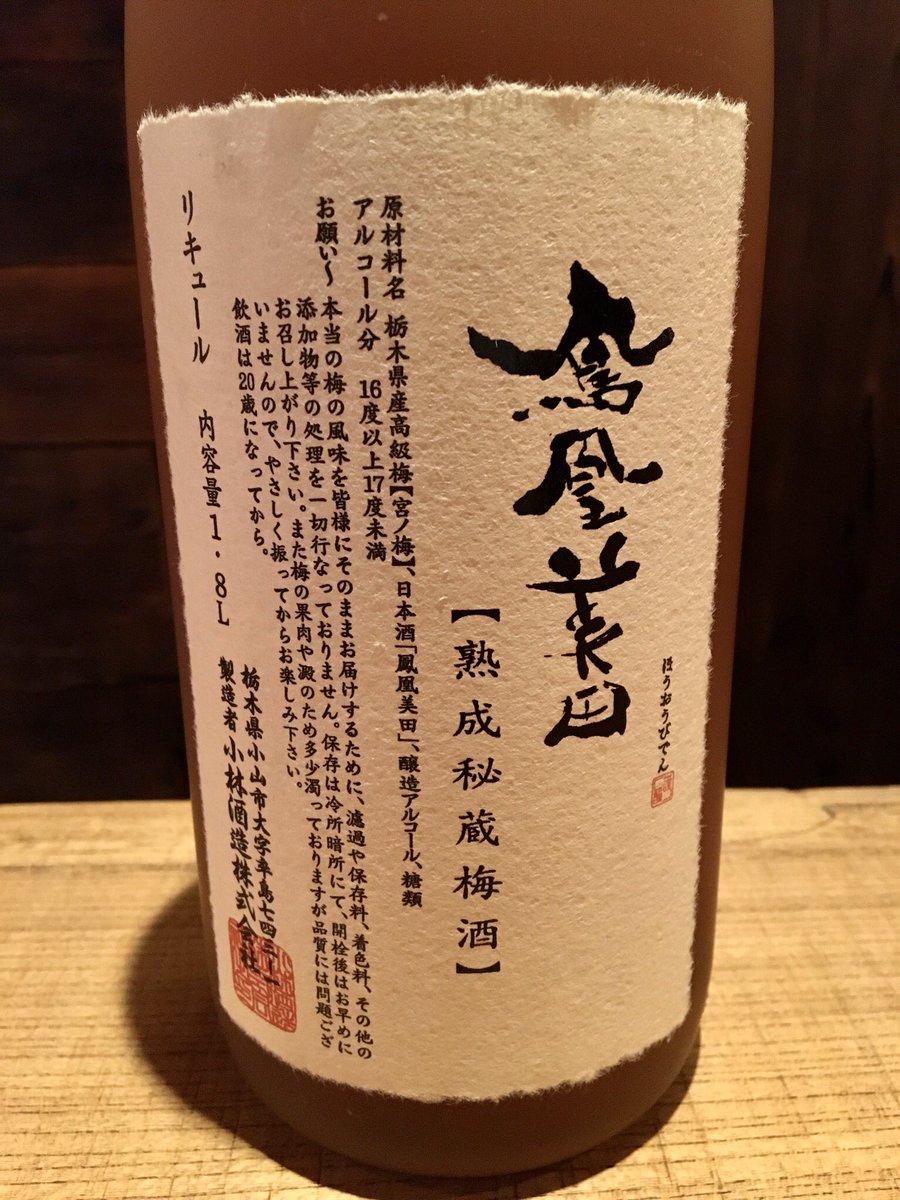 鳳凰美田
ほうおうびでん
【熟成秘蔵梅酒】
原材料名 栃木県産高級梅【宮ノ梅】、日本酒「鳳凰美田」、醸造アルコール、糖類
アルコール分 16度以上17度未満
お願い〜 本当の梅の風味を皆様にそのままお届けするために、濾過や保存料、着色料、その他の
添加物等の処理を一切行なっておりません。保存は冷所暗所にて、開栓後はお早めに
お召し上がり下さい。また梅の果肉や澱のため多少濁っておりますが品質には問題ござ
いませんので、やさしく振ってからお楽しみ下さい。
飲酒は20歳になってから。
リキュール 内容量1.8L
栃木県小山市大字卒島七四三ー一
製造者 小林酒造株式会社